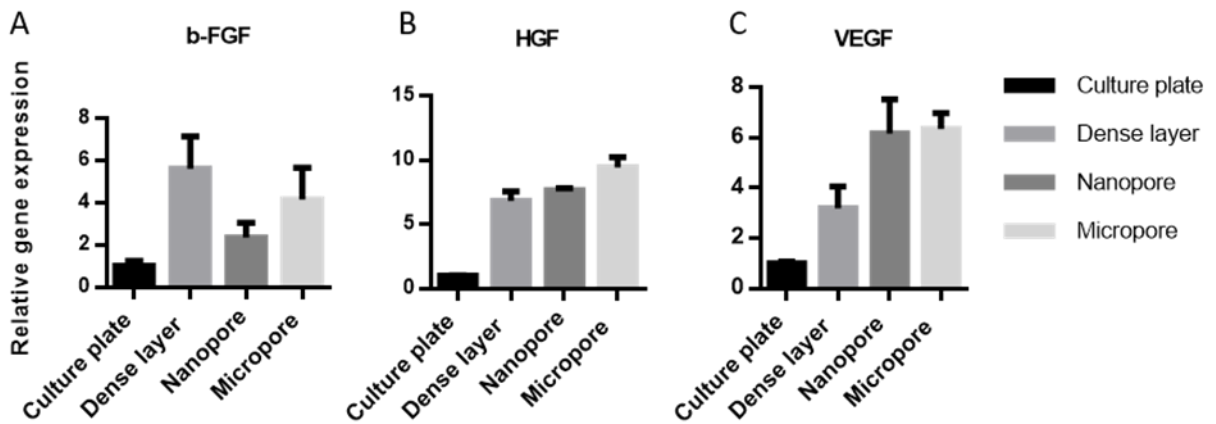 A
b-FGF
Relative gene expression
8
6
4
2
0
Culture plate
Dense layer
Nanopore
Micropore
B
HGF
15
10
5
0
Culture plate
Dense layer
Nanopore
Micropore
C
VEGF
8
6
4
2
0
Culture plate
Dense layer
Nanopore
Micropore
Culture plate
Dense layer
Nanopore
Micropore